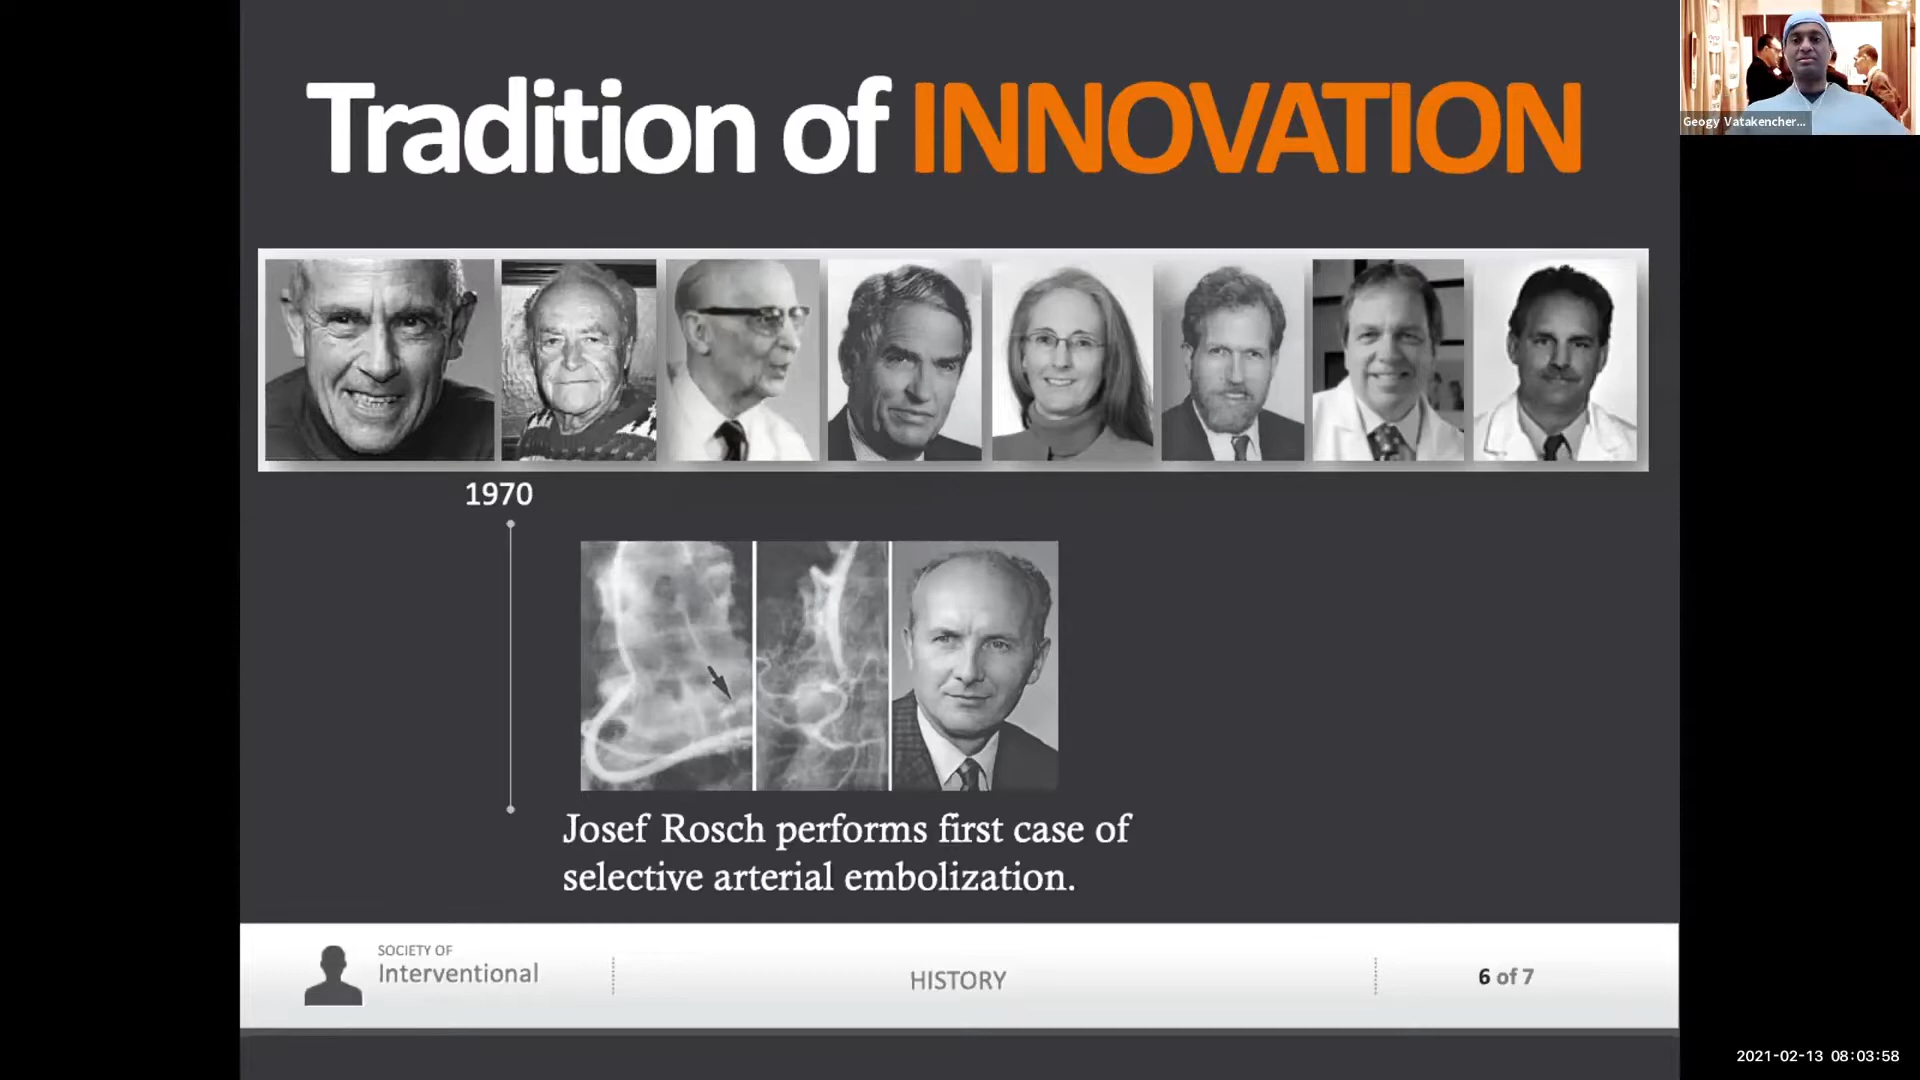 Tradition of INNOVATION
Geogy Vatakencher...
1970
Josef Rosch performs first case of
selective arterial embolization.
SOCIETY OF
Interventional
HISTORY
6 of 7
2021-02-13 08:03:58